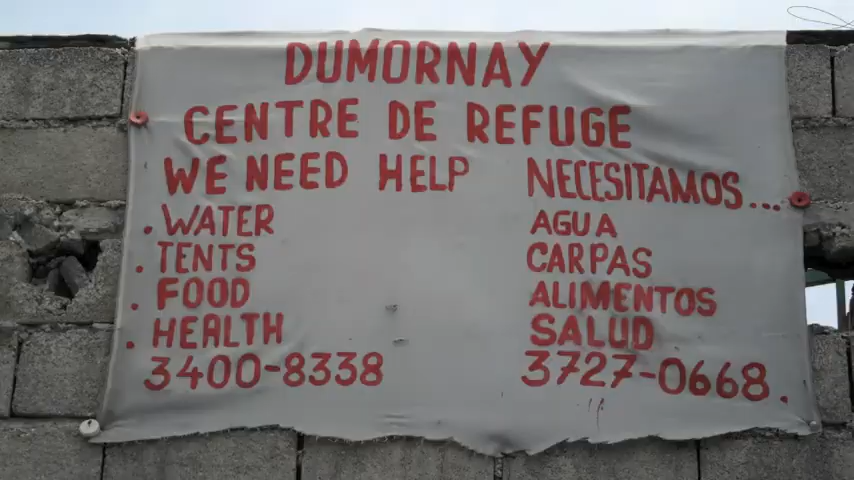 DUMORNAY
CENTRE DE REFUGE
WE NEED HELP NECESITAMOS...
. WATER AGUA
. TENTS CARPAS
. FOOD ALIMENTOS
. HEALTH SALUD
3400-8338 3727-0668.